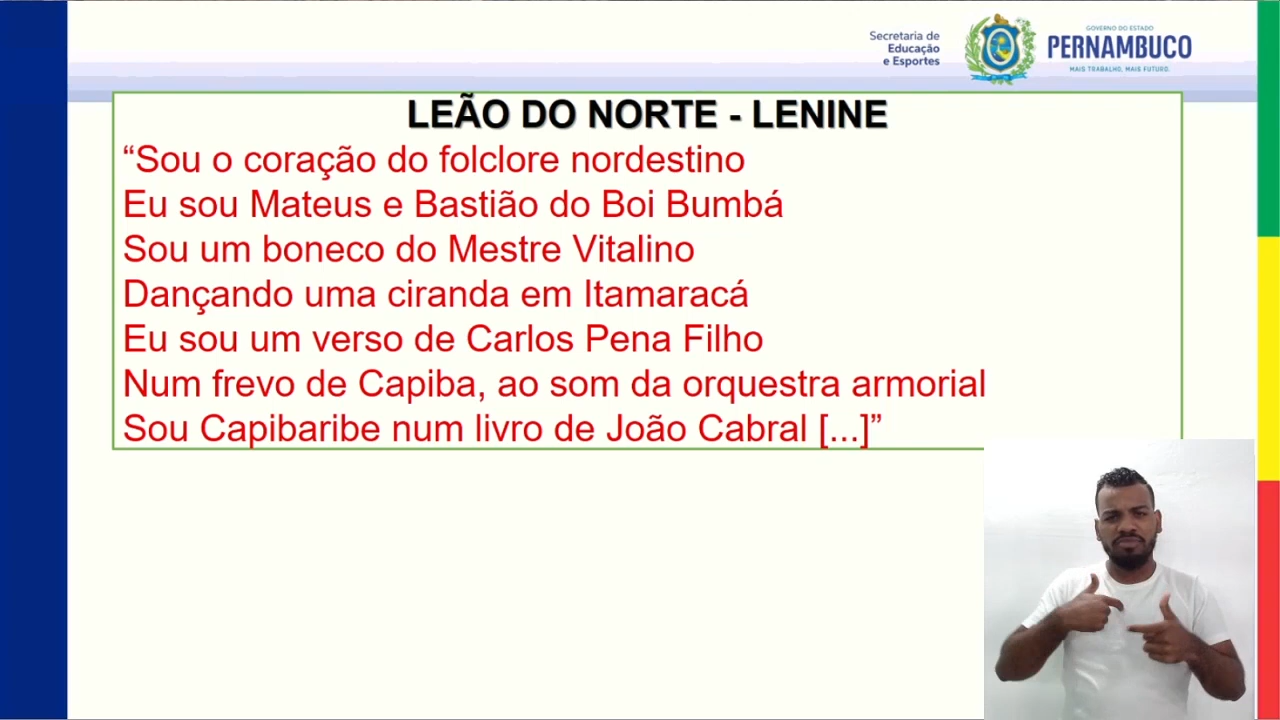 Secretaria de
Educação
e Esportes
GOVERNO DO ESTADO
PERNAMBUCO
MAIS TRABALHO, MAIS FUTURO.
LEÃO DO NORTE - LENINE
“Sou o coração do folclore nordestino
Eu sou Mateus e Bastião do Boi Bumbá
Sou um boneco do Mestre Vitalino
Dançando uma ciranda em Itamaracá
Eu sou um verso de Carlos Pena Filho
Num frevo de Capiba, ao som da orquestra armorial
Sou Capibaribe num livro de João Cabral [...]”